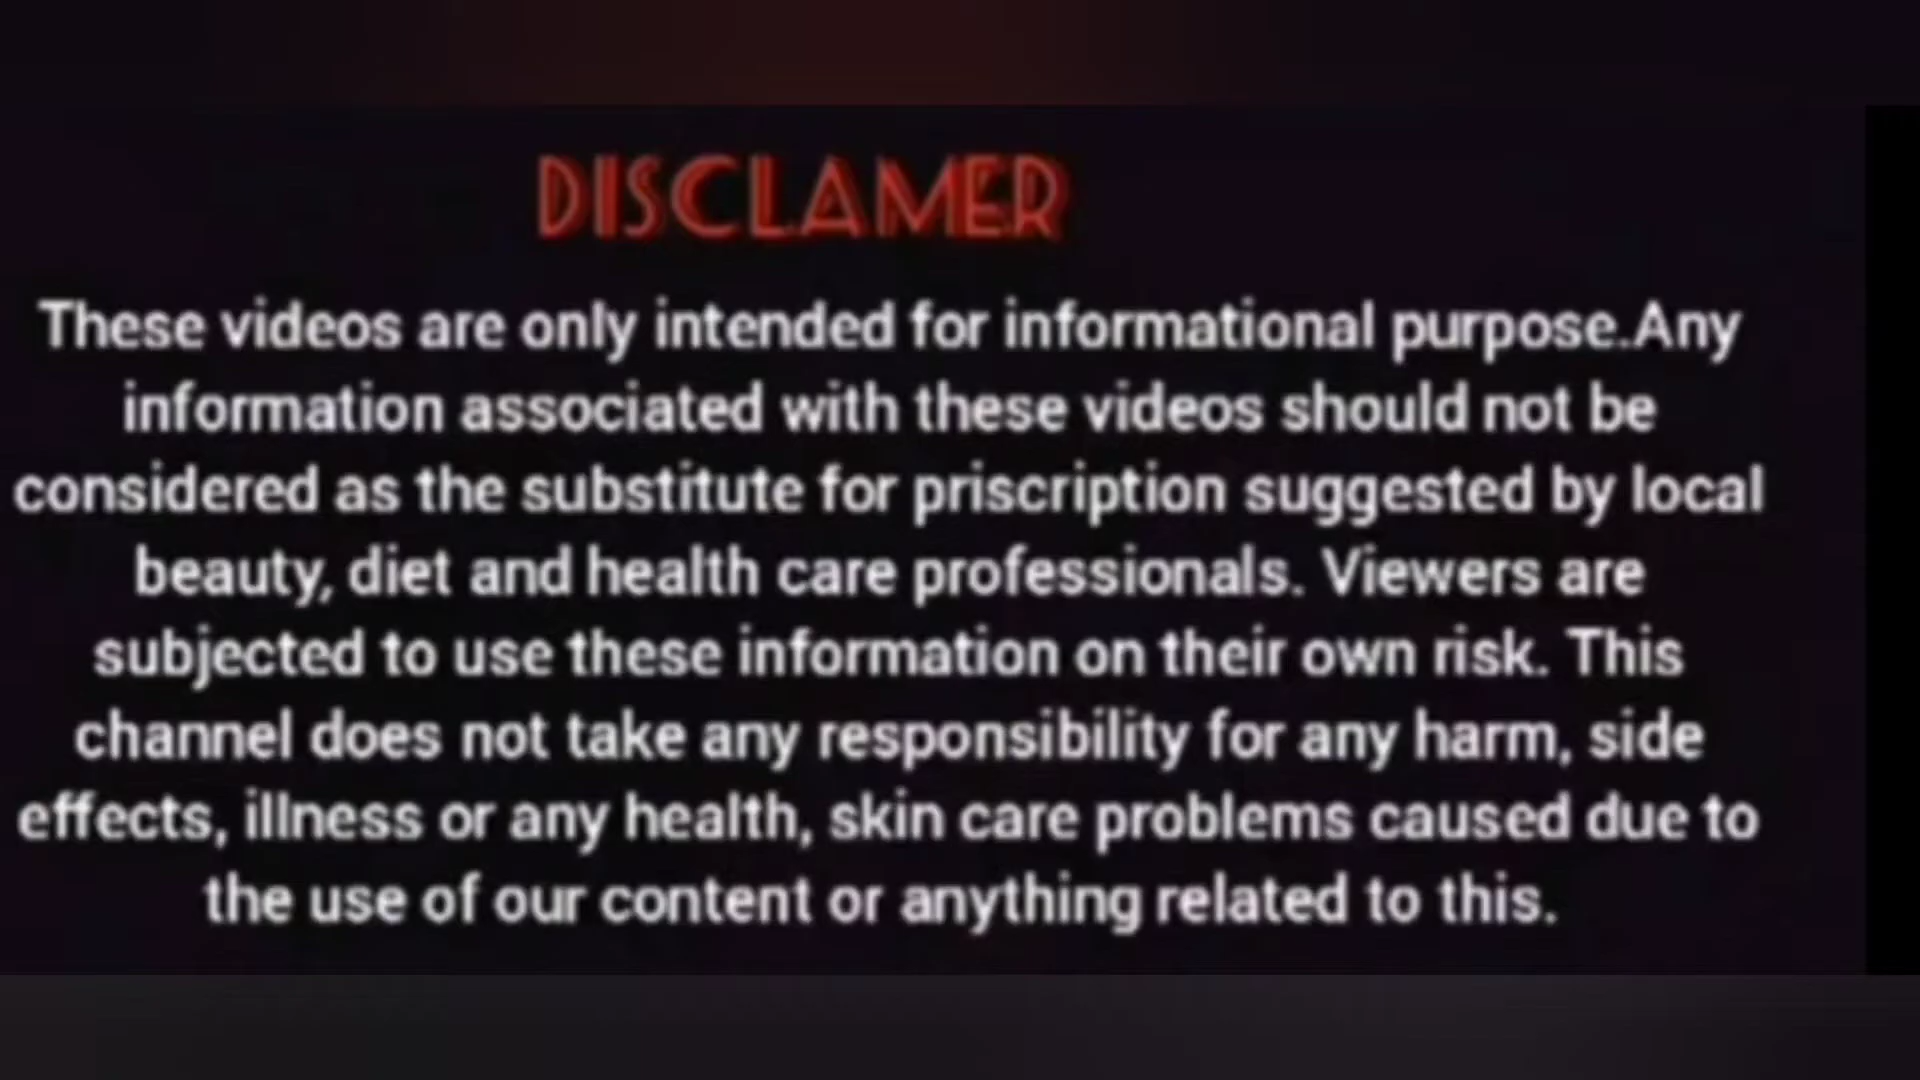 DISCLAMER
These videos are only intended for informational purpose.Any
information associated with these videos should not be
considered as the substitute for priscription suggested by local
beauty, diet and health care professionals. Viewers are
subjected to use these information on their own risk. This
channel does not take any responsibility for any harm, side
effects, illness or any health, skin care problems caused due to
the use of our content or anything related to this.